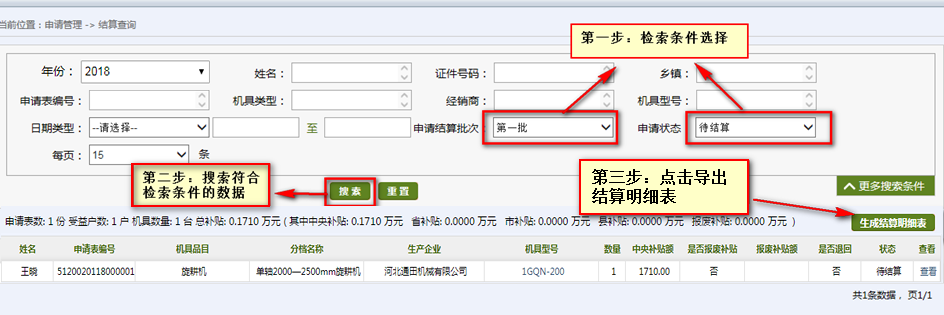 当前位置：申请管理 -> 结算查询
第一步：检索条件选择
年份： 2018 姓名： 证件号码： 乡镇：
申请表编号： 机具类型： 经销商： 机具型号：
日期类型： --请选择-- 至 申请结算批次： 第一批 申请状态 待结算
每页： 15 条
第二步：搜索符合
检索条件的数据
搜 索 重 置
第三步：点击导出
结算明细表
更多搜索条件
申请表数: 1 份 受益户数: 1 户 机具数量: 1 台 总补贴: 0.1710 万元 ( 其中中央补贴: 0.1710 万元 省补贴: 0.0000 万元 市补贴: 0.0000 万元 县补贴: 0.0000 万元 报废补贴: 0.0000 万元 )
生成结算明细表
姓名 申请表编号 机具品目 分档名称 生产企业 机具型号 数量 中央补贴额 是否报废补贴 报废补贴额 是否退回 状态 查看
王晓 5120020118000001 旋耕机 单轴2000—2500mm旋耕机 河北通田机械有限公司 1GQN-200 1 1710.00 否 否 待结算 查看
共1条数据， 页1/1